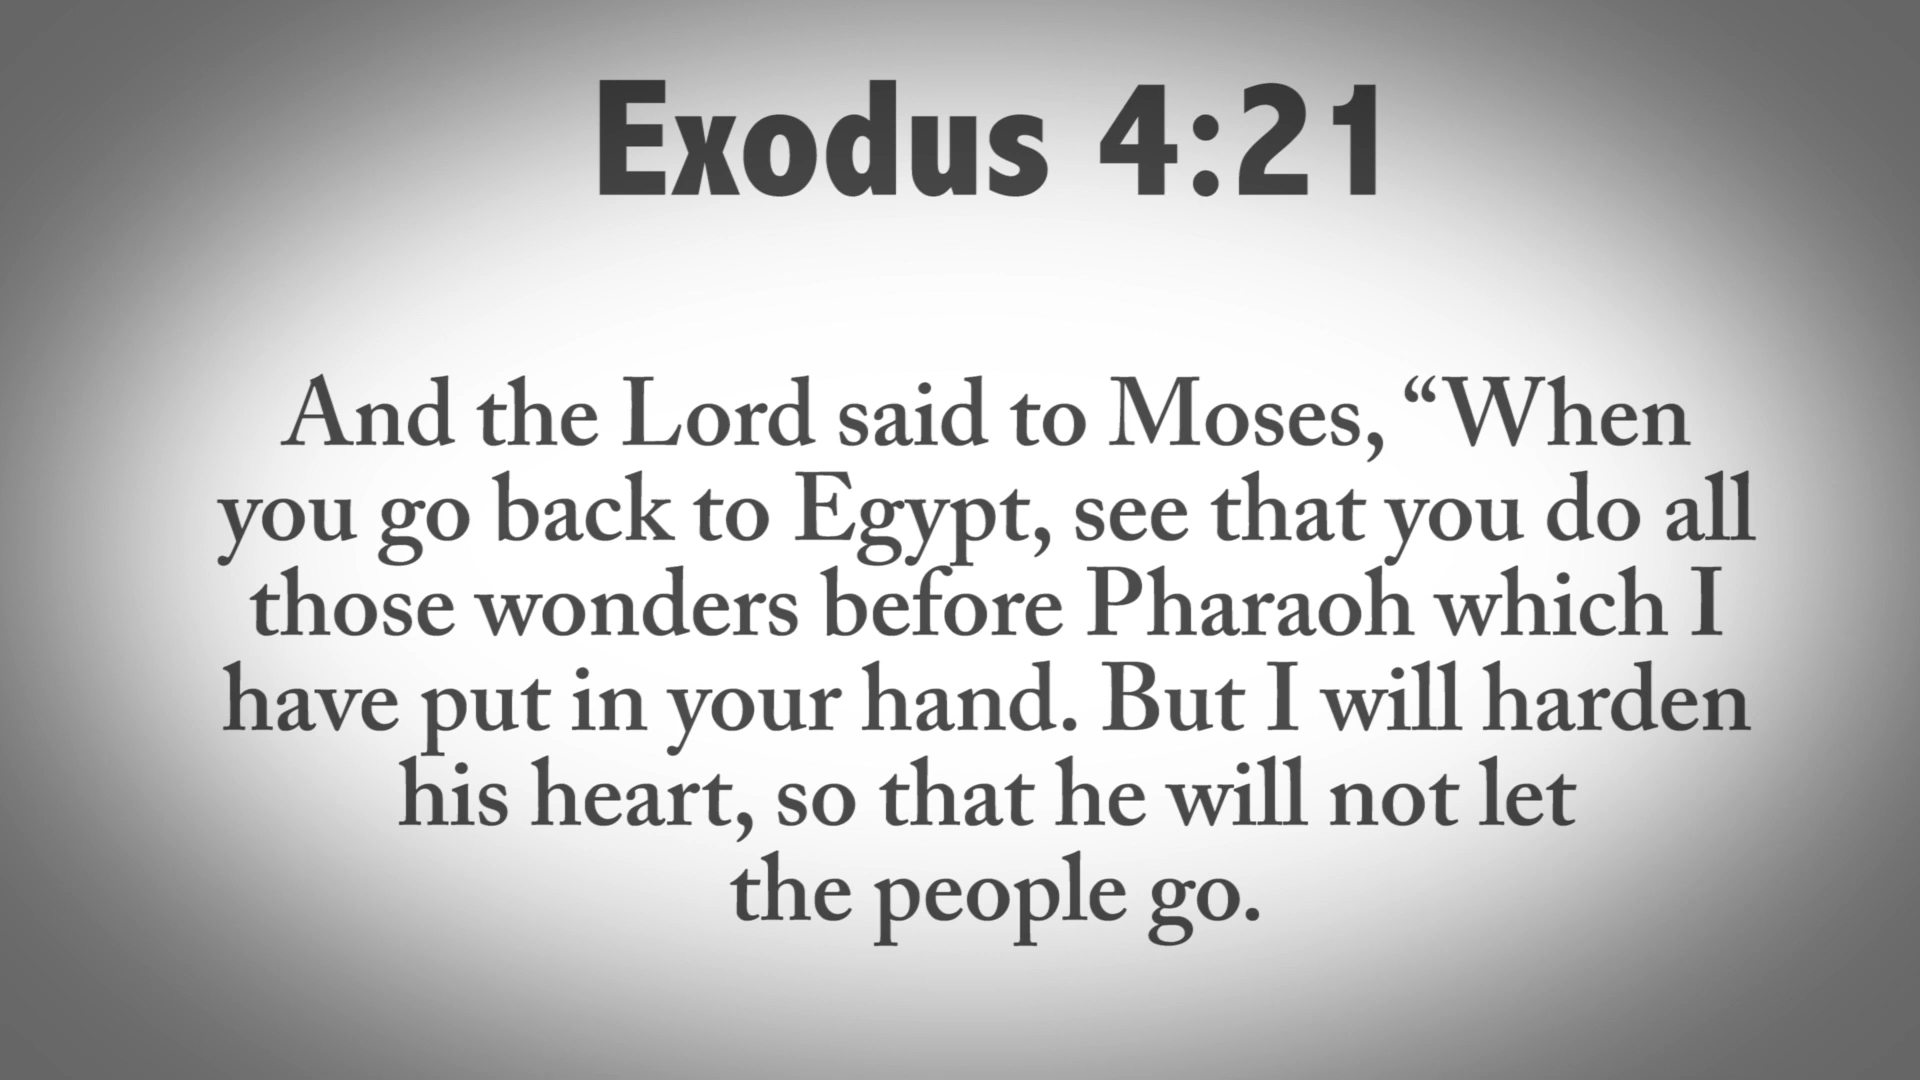 Exodus 4:21
And the Lord said to Moses, “When
you go back to Egypt, see that you do all
those wonders before Pharaoh which I
have put in your hand. But I will harden
his heart, so that he will not let
the people go.